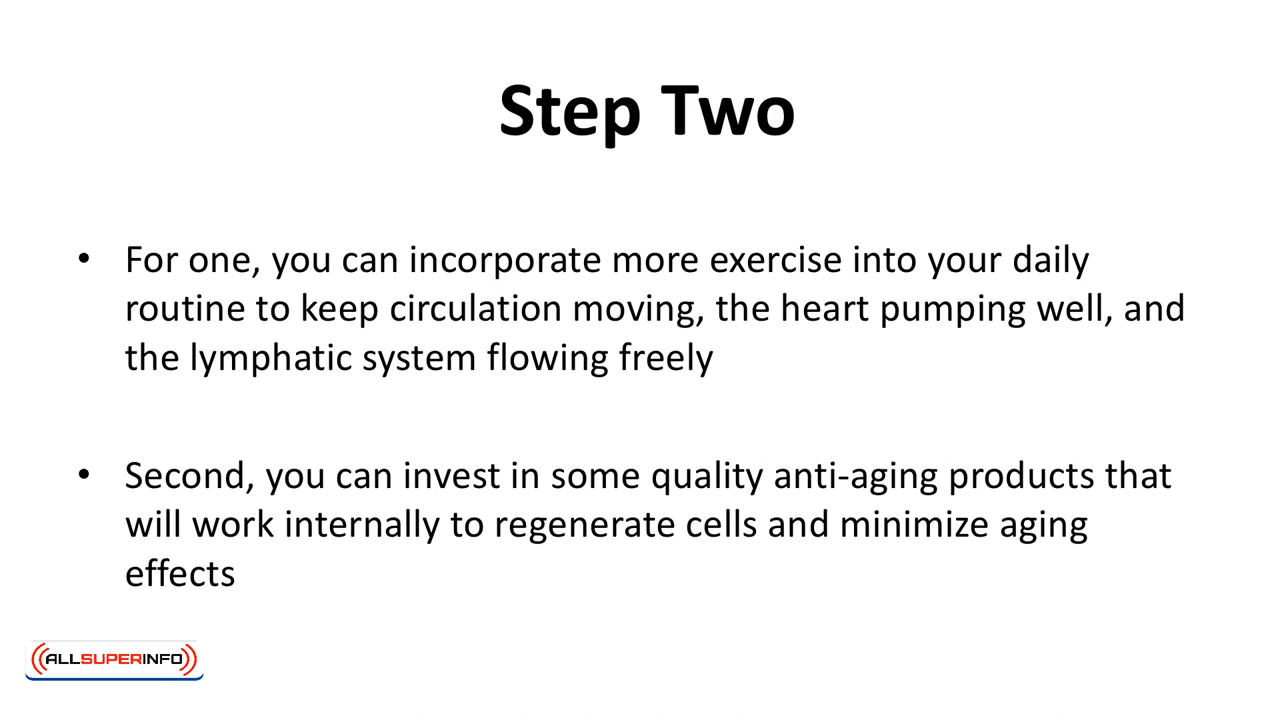 Step Two
• For one, you can incorporate more exercise into your daily
routine to keep circulation moving, the heart pumping well, and
the lymphatic system flowing freely
• Second, you can invest in some quality anti-aging products that
will work internally to regenerate cells and minimize aging
effects
ALLSUPERINFO